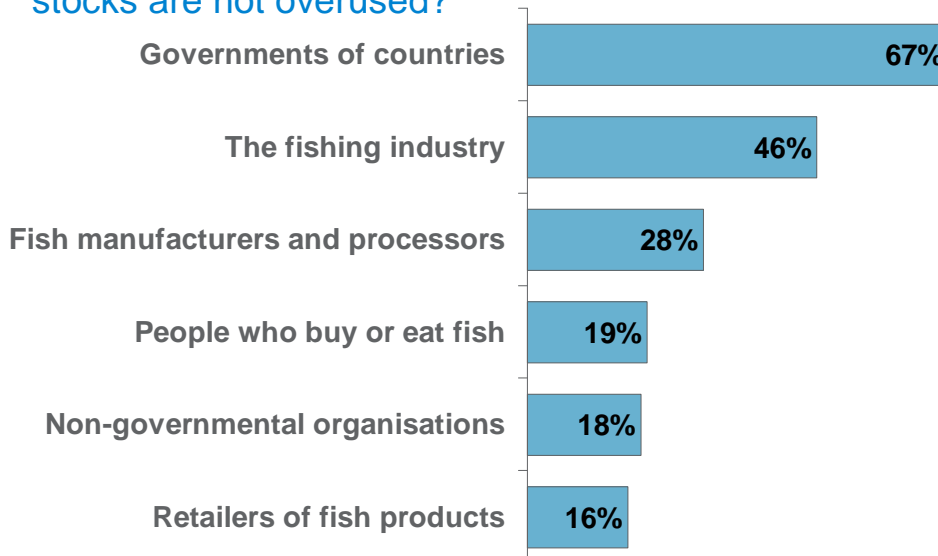 stocks are not overused?
Governments of countries 67%
The fishing industry 46%
Fish manufacturers and processors 28%
People who buy or eat fish 19%
Non-governmental organisations 18%
Retailers of fish products 16%